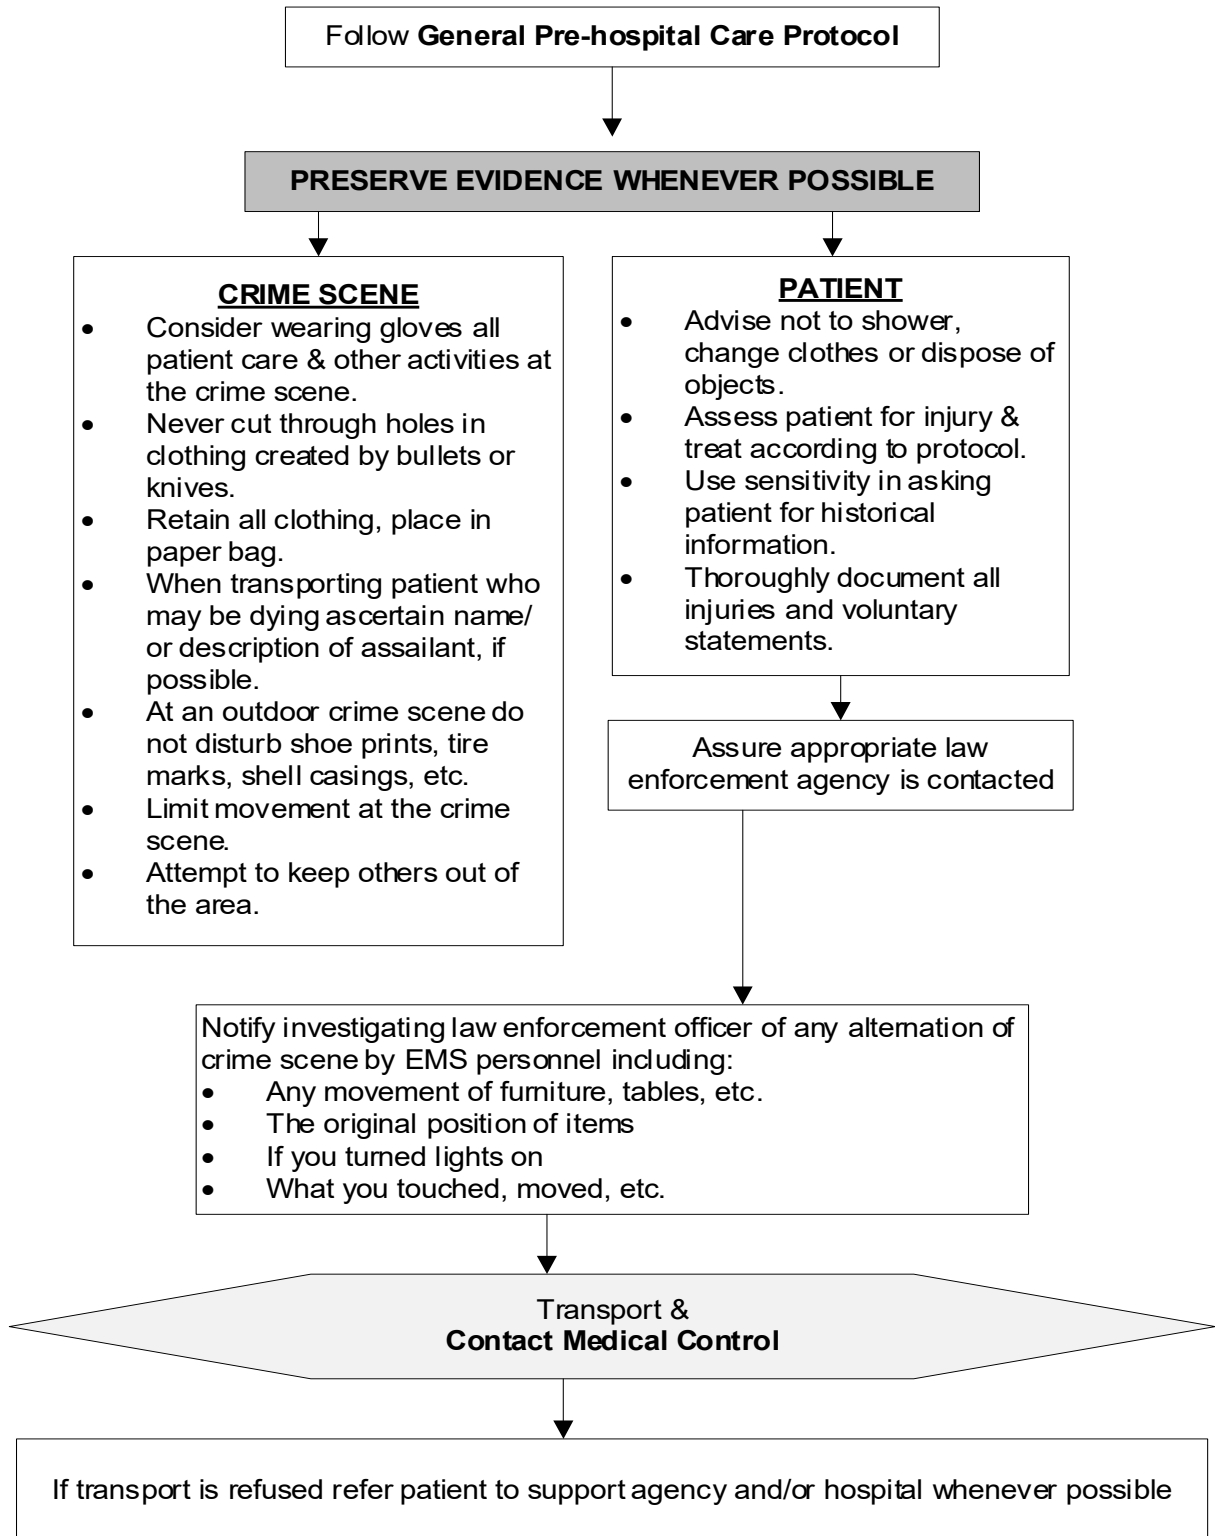 Follow General Pre-hospital Care Protocol
PRESERVE EVIDENCE WHENEVER POSSIBLE
CRIME SCENE
• Consider wearing gloves all
patient care & other activities at
the crime scene.
• Never cut through holes in
clothing created by bullets or
knives.
• Retain all clothing, place in
paper bag.
• When transporting patient who
may be dying ascertain name/
or description of assailant, if
possible.
• At an outdoor crime scene do
not disturb shoe prints, tire
marks, shell casings, etc.
• Limit movement at the crime
scene.
• Attempt to keep others out of
the area.
PATIENT
• Advise not to shower,
change clothes or dispose of
objects.
• Assess patient for injury &
treat according to protocol.
• Use sensitivity in asking
patient for historical
information.
• Thoroughly document all
injuries and voluntary
statements.
Assure appropriate law
enforcement agency is contacted
Notify investigating law enforcement officer of any alternation of
crime scene by EMS personnel including:
• Any movement of furniture, tables, etc.
• The original position of items
• If you turned lights on
• What you touched, moved, etc.
Transport &
Contact Medical Control
If transport is refused refer patient to support agency and/or hospital whenever possible